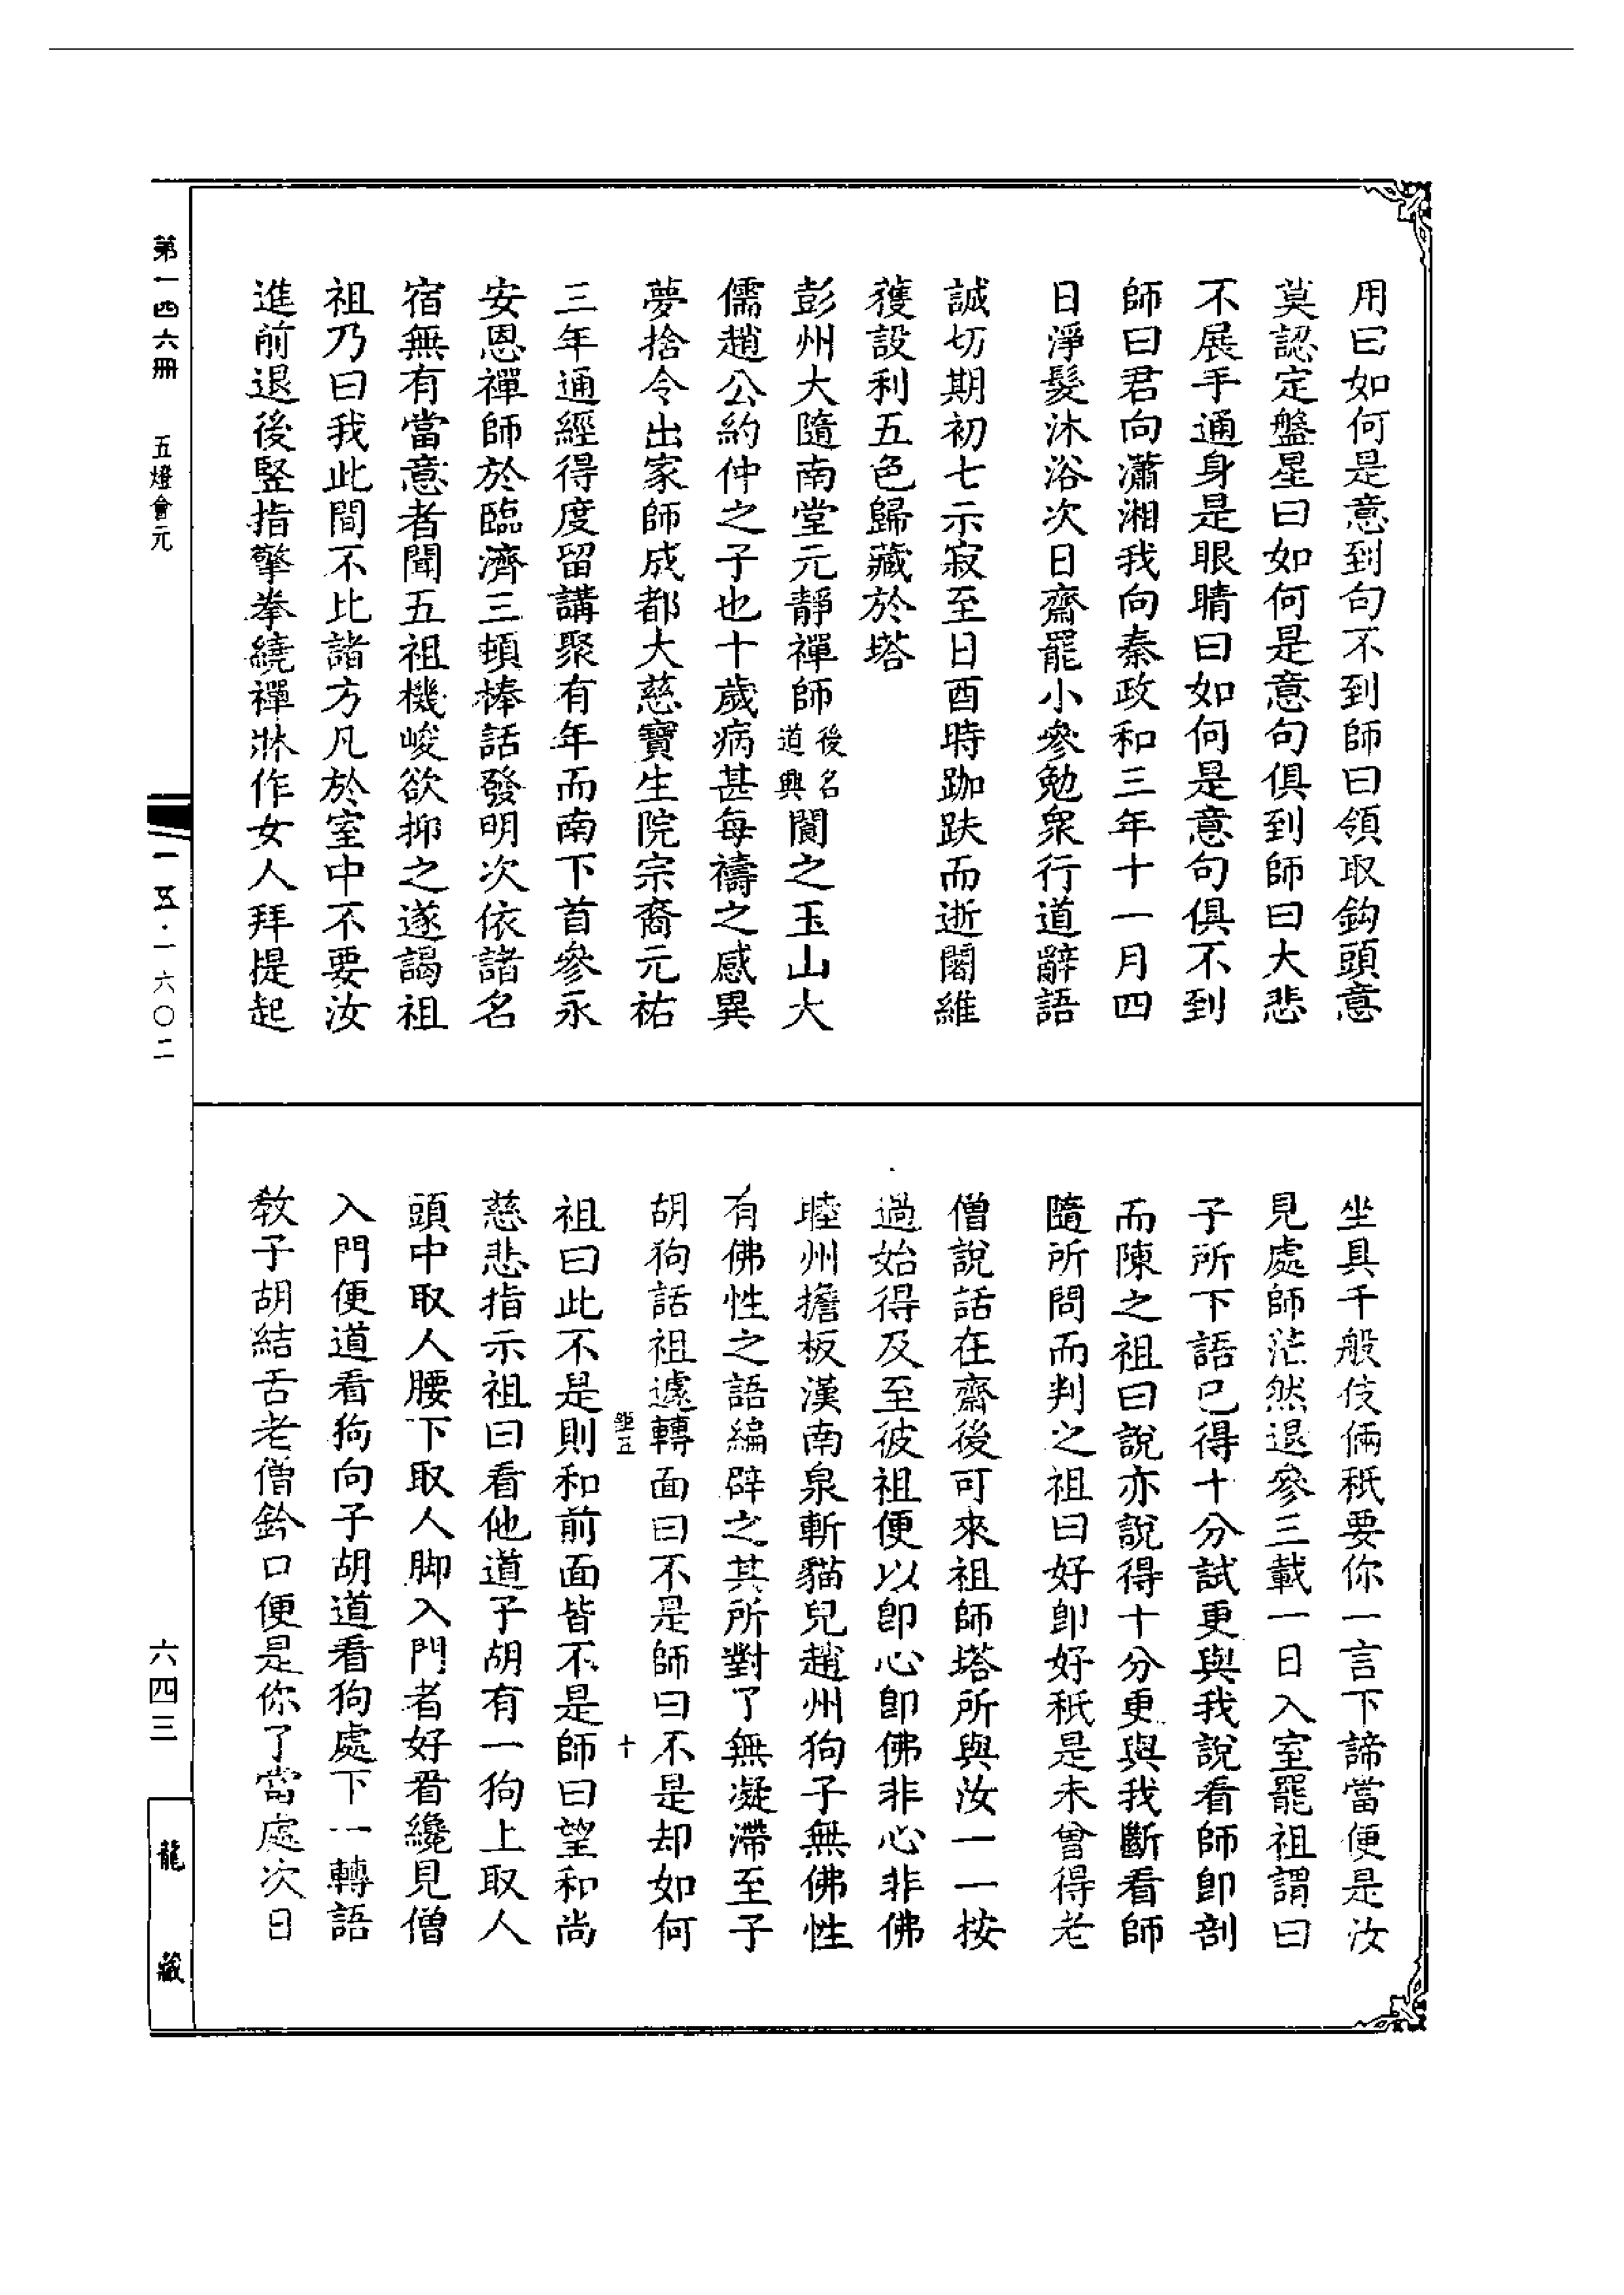 用曰如何是意到句不到師曰領取鈎頭意
莫認定盤星曰如何是意句俱到師曰大悲
不展手通身是眼睛曰如何是意句俱不到
師曰君向瀟湘我向秦政和三年十一月四
日淨髮沐浴次日齋罷小參勉衆行道辭語
誠切期初七示寂至日酉時跏趺而逝闍維
獲設利五色歸藏於塔
彭州大隨南堂元靜禪師後名道興閬之玉山大
儒趙公約仲之子也十歲病甚每禱之感異
夢捨令出家師成都大慈寶生院宗裔元祐
三年通經得度留講聚有年而南下首參永
安恩禪師於臨濟三頓棒話發明次依諸名
宿無有當意者聞五祖機峻欲抑之遂謁祖
祖乃曰我此間不比諸方凡於室中不要汝
進前退後竪指擎拳繞禪牀作女人拜提起
坐具千般伎倆秖要你一言下諦當便是汝
見處師茫然退參三載一日入室罷祖謂曰
子所下語已得十分試更與我說看師即剖
而陳之祖曰說亦說得十分更與我斷看師
隨所問而判之祖曰好即好秖是未曾得老
僧說話在齋後可來祖師塔所與汝一一按
過始得及至彼祖便以即心即佛非心非佛
睦州擔板漢南泉斬貓兒趙州狗子無佛性
有佛性之語編辟之其所對了無凝滯至子
胡狗話祖遽轉面曰不是師曰不是却如何
祖曰此不是則和前面皆不是師曰望和尚
慈悲指示祖曰看他道子胡有一狗上取人
頭中取人腰下取人脚入門者好看纔見僧
入門便道看狗向子胡道看狗處下一轉語
教子胡結舌老僧鈐口便是你了當處次日
鉅五
十
第一四六冊
五燈會元
一五·一六〇二
六四三
龍藏